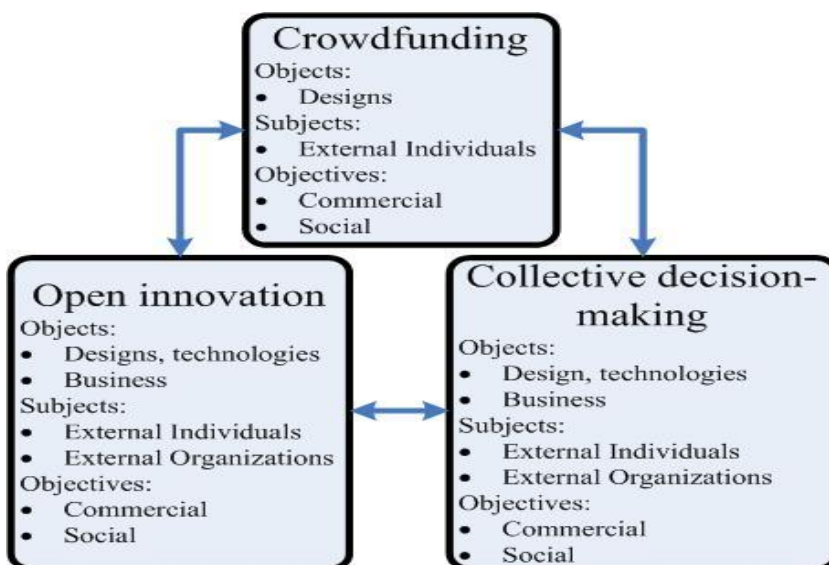 Crowdfunding
Objects:
• Designs
Subjects:
• External Individuals
Objectives:
• Commercial
• Social
Open innovation
Objects:
• Designs, technologies
• Business
Subjects:
• External Individuals
• External Organizations
Objectives:
• Commercial
• Social
Collective decision-
making
Objects:
• Design, technologies
• Business
Subjects:
• External Individuals
• External Organizations
Objectives:
• Commercial
• Social